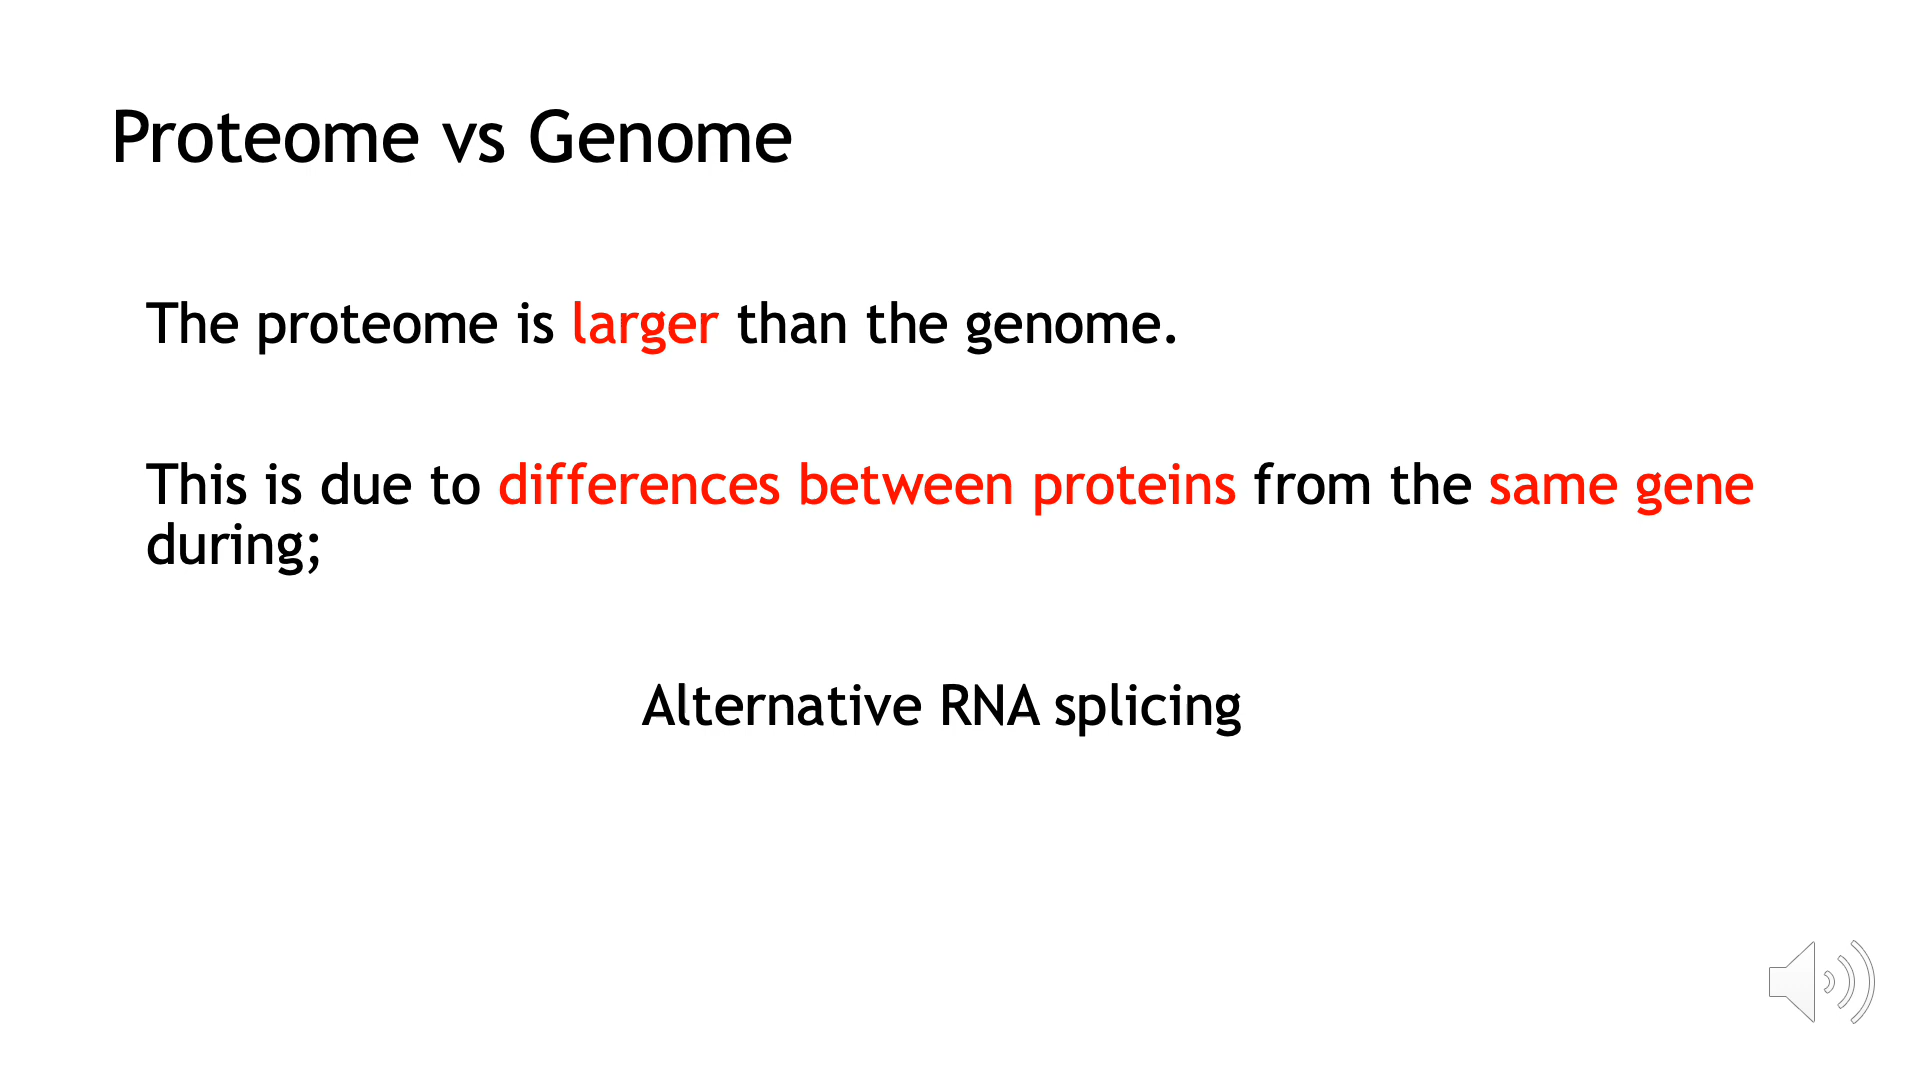 Proteome vs Genome
The proteome is larger than the genome.
This is due to differences between proteins from the same gene
during;
Alternative RNA splicing